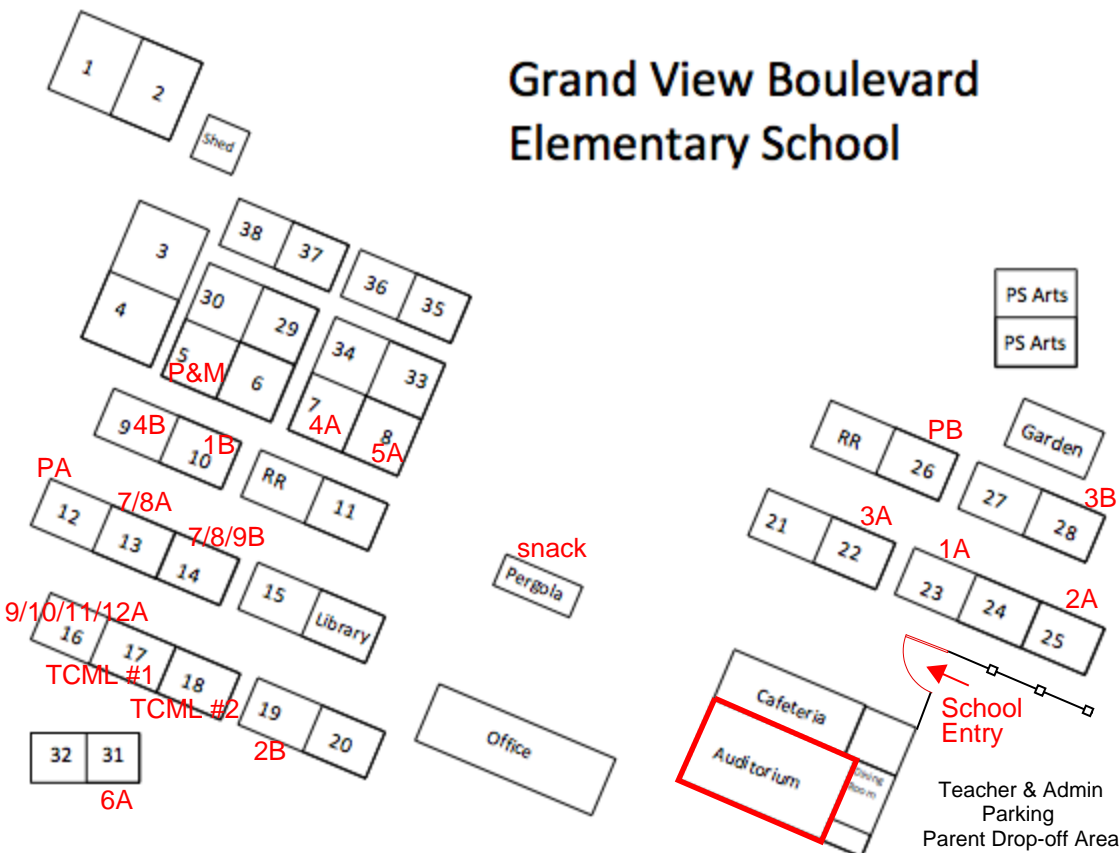 Grand View Boulevard
Elementary School
1
2
Shed
3
4
38
37
36
35
30
29
5
P&M
6
34
33
7
4A
8
5A
PS Arts
PS Arts
Garden
9
4B
10
1B
RR
11
RR
26
PB
27
28
3B
PA
12
7/8A
13
7/8/9B
14
15
Library
snack
Pergola
21
22
3A
1A
23
24
2A
25
9/10/11/12A
16
17
TCML #1
18
TCML #2
19
2B
20
Office
Cafeteria
Auditorium
Dining
Room
School
Entry
32
31
6A
Teacher & Admin
Parking
Parent Drop-off Area